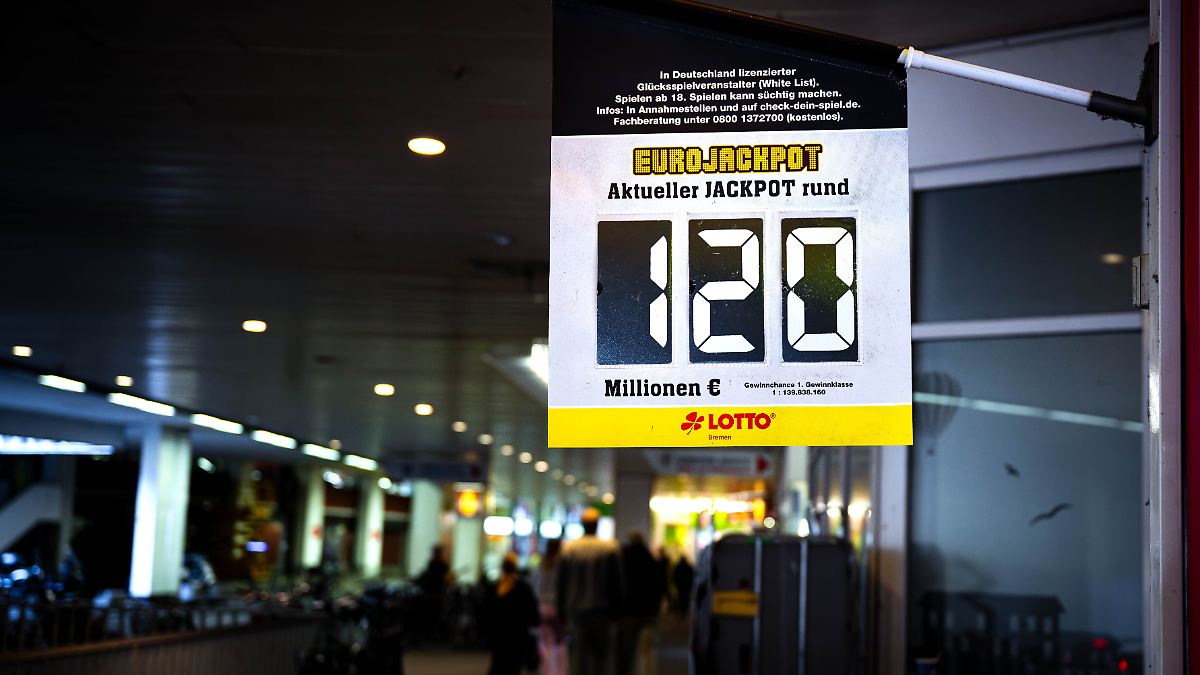 In Deutschland lizenzierter
Glücksspielveranstalter (White List).
Spielen ab 18. Spielen kann süchtig machen.
Infos: In Annahmestellen und auf check-dein-spiel.de.
Fachberatung unter 0800 1372700 (kostenlos).
EUROJACKPOT
Aktueller JACKPOT rund
120
Millionen €
Gewinnchance 1. Gewinnklasse
1 : 139.838.160
LOTTO®
Bremen